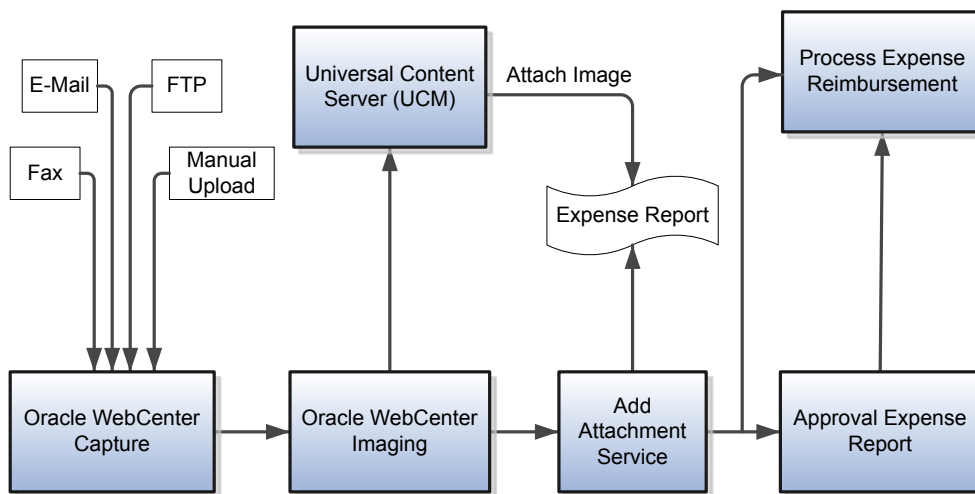 E-Mail
FTP
Fax
Manual
Upload
Universal Content
Server (UCM)
Attach Image
Process Expense
Reimbursement
Expense Report
Oracle WebCenter
Capture
Oracle WebCenter
Imaging
Add
Attachment
Service
Approval Expense
Report